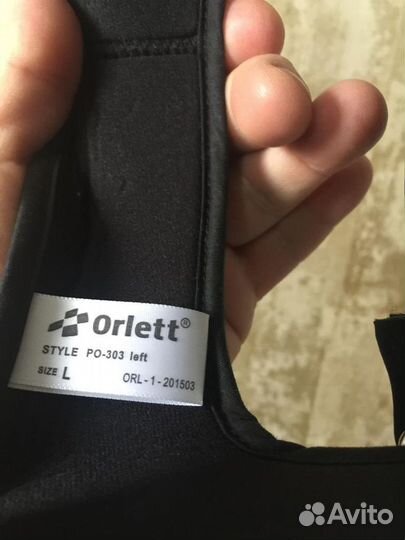 Orlett®
STYLE PO-303 left
SIZE L ORL-1-201503
Avito